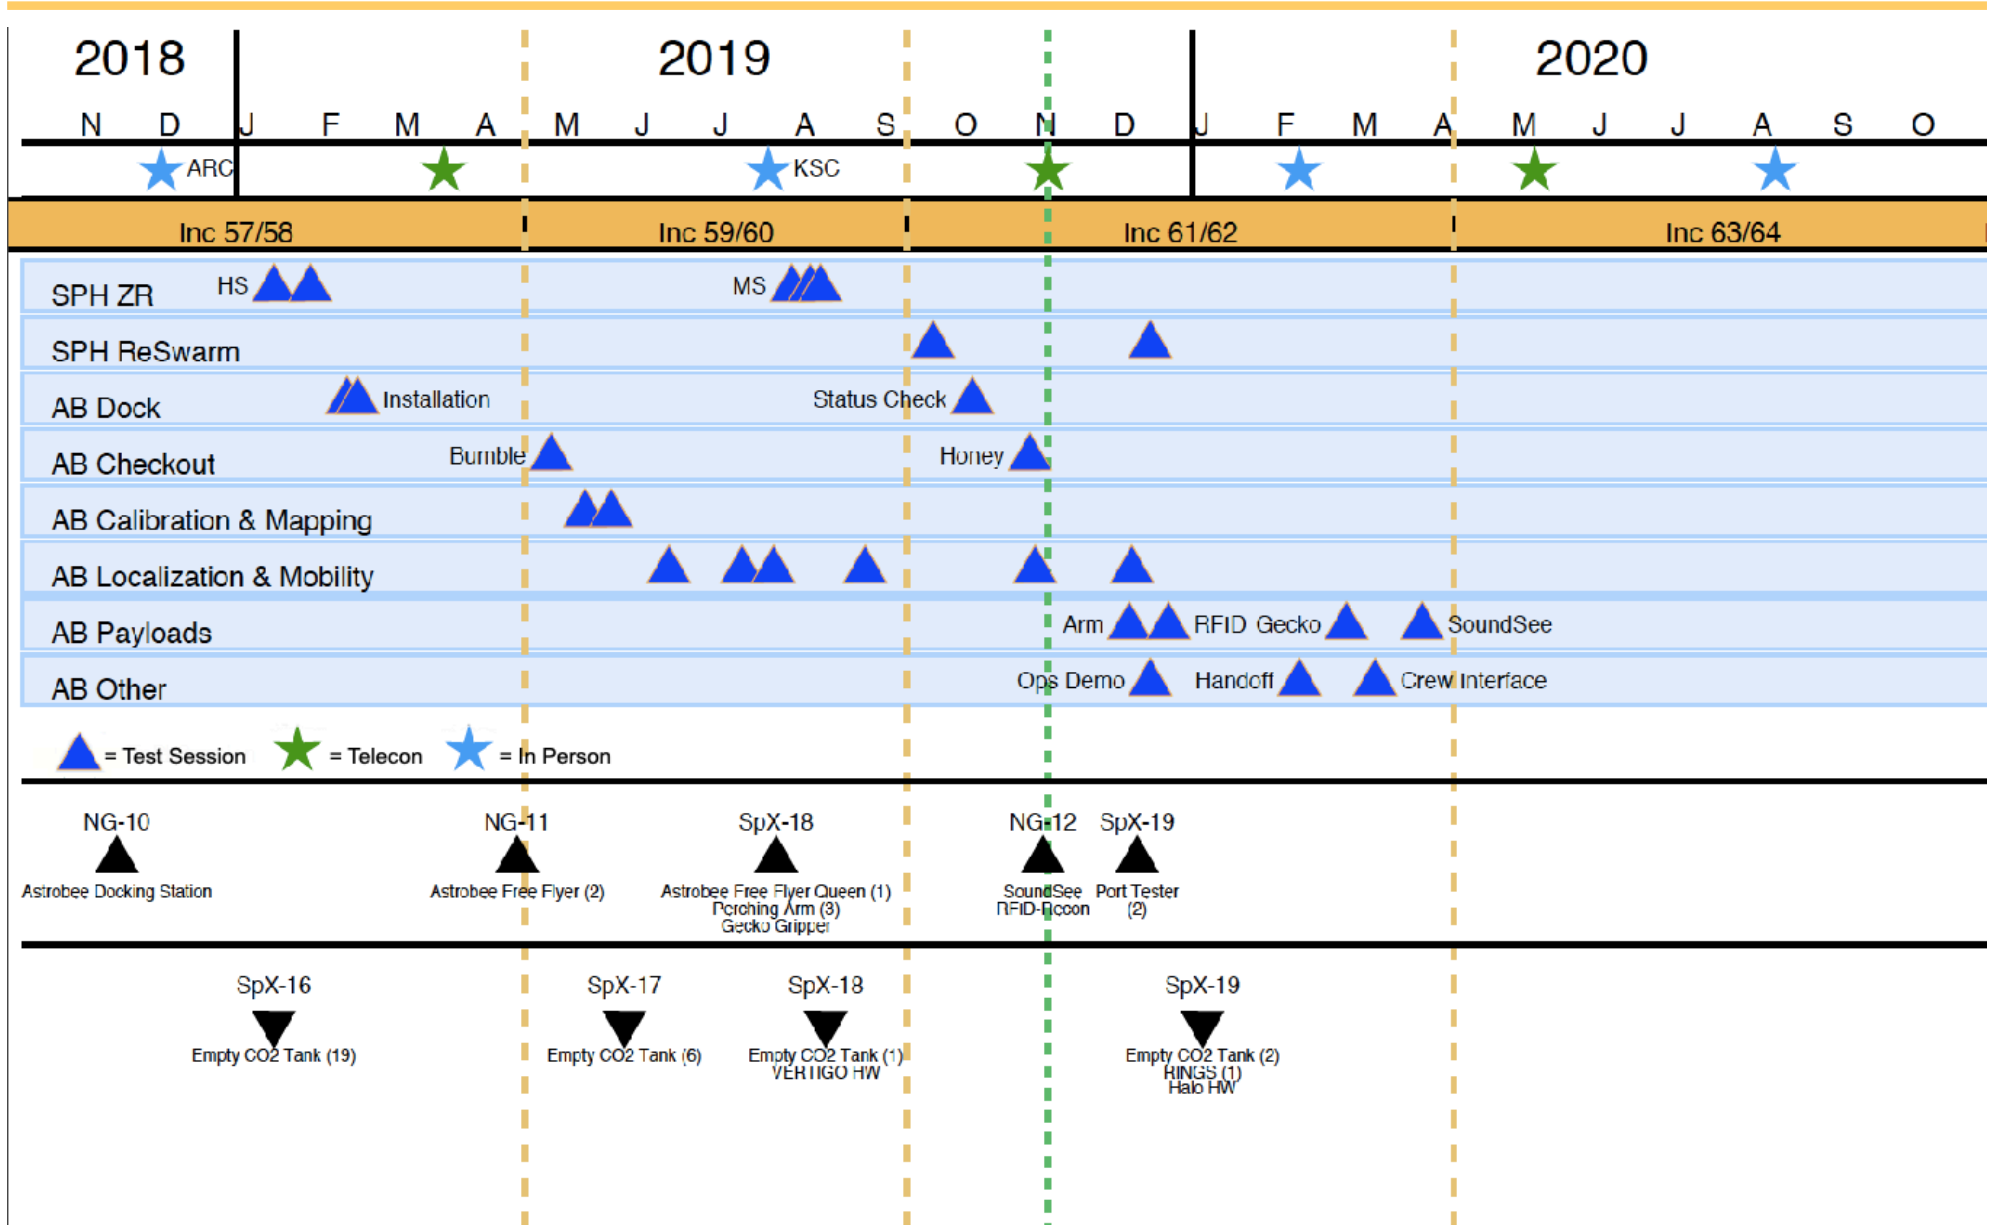 2018 2019 2020
N D J F M A M J J A S O N D J F M A M J J A S O
ARC KSC
Inc 57/58 Inc 59/60 Inc 61/62 Inc 63/64
SPH ZR HS MS
SPH ReSwarm
AB Dock Installation Status Check
AB Checkout Bumble Honey
AB Calibration & Mapping
AB Localization & Mobility
AB Payloads Arm RFID Gecko SoundSee
AB Other Ops Demo Handoff Crew Interface
= Test Session = Telecon = In Person
NG-10 NG-11 SpX-18 NG-12 SpX-19
Astrobee Docking Station Astrobee Free Flyer (2) Astrobee Free Flyer Queen (1) SoundSee Port Tester
Perching Arm (3) RFID-Recon (2)
Gecko Gripper
SpX-16 SpX-17 SpX-18 SpX-19
Empty CO2 Tank (19) Empty CO2 Tank (6) Empty CO2 Tank (1) Empty CO2 Tank (2)
VERTIGO HW RINGS (1)
Halo HW